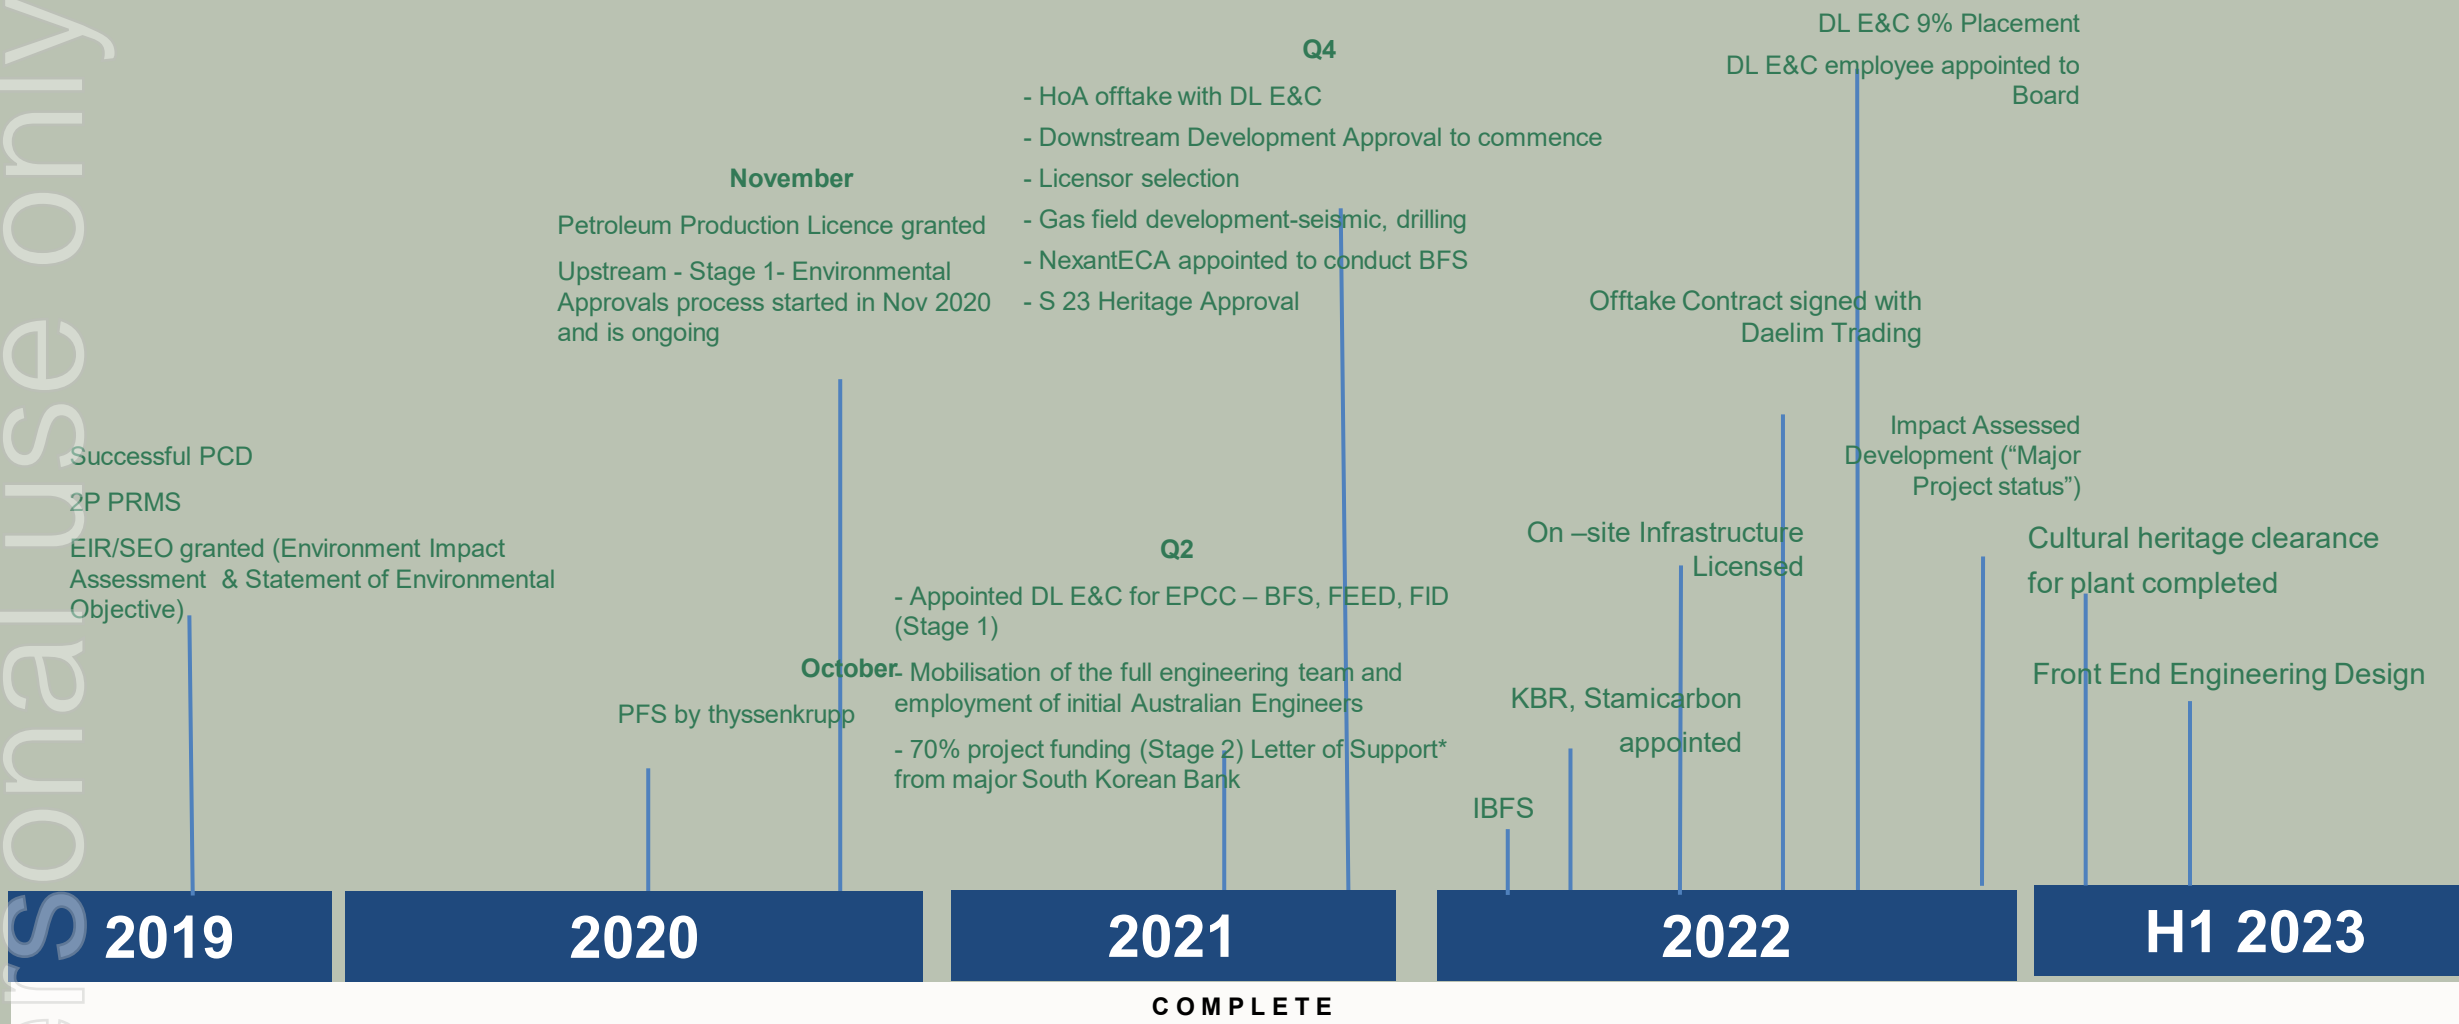 Successful PCD
2P PRMS
EIR/SEO granted (Environment Impact
Assessment & Statement of Environmental
Objective)
October
PFS by thyssenkrupp
November
Petroleum Production Licence granted
Upstream - Stage 1- Environmental
Approvals process started in Nov 2020
and is ongoing
Q2
- Appointed DL E&C for EPCC – BFS, FEED, FID
(Stage 1)
- Mobilisation of the full engineering team and
employment of initial Australian Engineers
- 70% project funding (Stage 2) Letter of Support*
from major South Korean Bank
Q4
- HoA offtake with DL E&C
- Downstream Development Approval to commence
- Licensor selection
- Gas field development-seismic, drilling
- NexantECA appointed to conduct BFS
- S 23 Heritage Approval
IBFS
KBR, Stamicarbon
appointed
On –site Infrastructure
Licensed
Offtake Contract signed with
Daelim Trading
DL E&C 9% Placement
DL E&C employee appointed to
Board
Impact Assessed
Development (“Major
Project status”)
Cultural heritage clearance
for plant completed
Front End Engineering Design
2019
2020
2021
2022
H1 2023
COMPLETE
ersonal use only